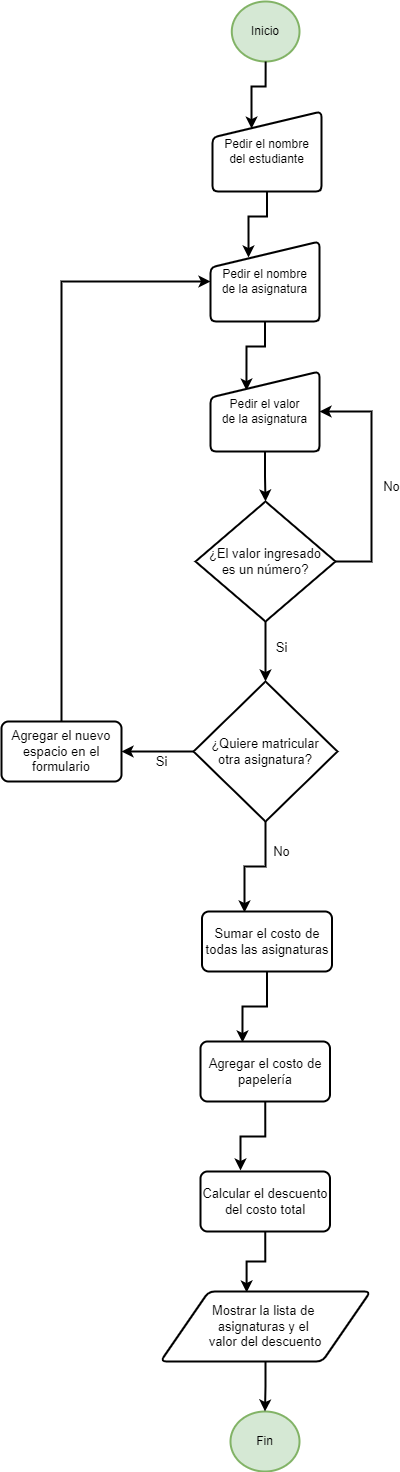 Inicio
Pedir el nombre
del estudiante
Pedir el nombre
de la asignatura
Pedir el valor
de la asignatura
No
¿El valor ingresado
es un número?
Si
¿Quiere matricular
otra asignatura?
Si
Agregar el nuevo
espacio en el
formulario
No
Sumar el costo de
todas las asignaturas
Agregar el costo de
papelería
Calcular el descuento
del costo total
Mostrar la lista de
asignaturas y el
valor del descuento
Fin